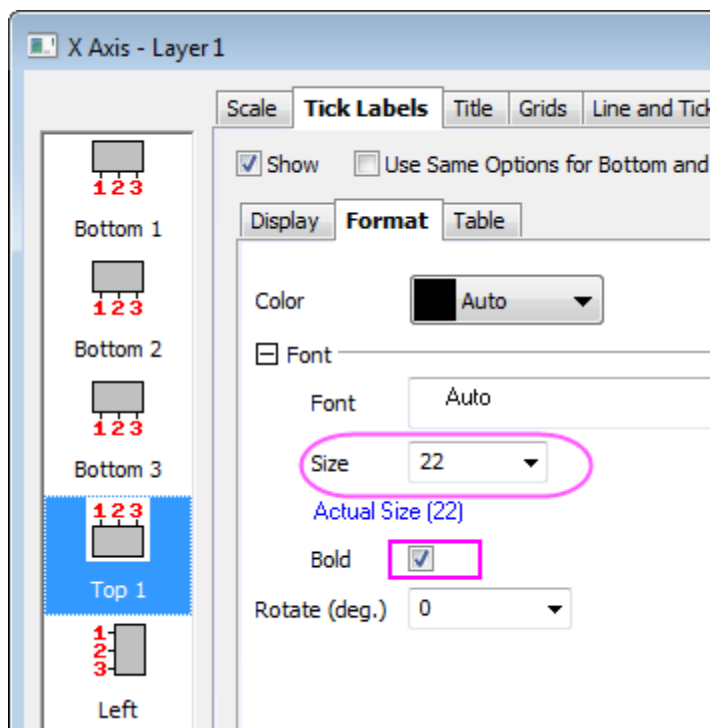 X Axis - Layer 1
Scale Tick Labels Title Grids Line and Tick
Show Use Same Options for Bottom and
Display Format Table
123
Bottom 1
123
Bottom 2
123
Bottom 3
123
Top 1
1
2
3
Left
Color Auto
Font
Font Auto
Size 22
Actual Size (22)
Bold
Rotate (deg.) 0